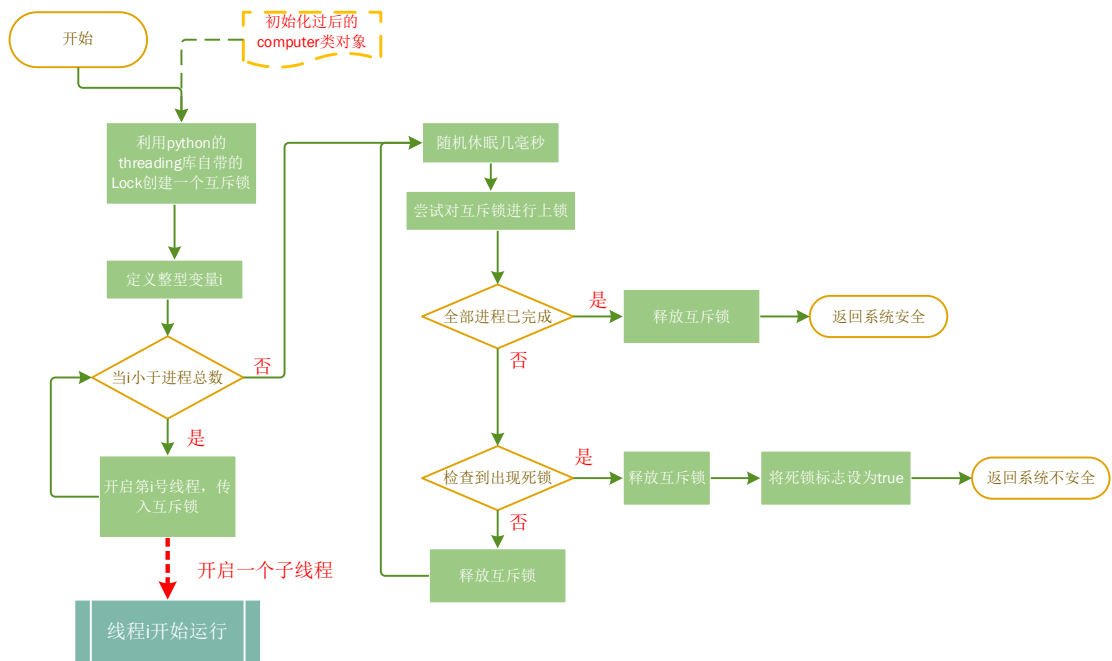 开始
初始化过后的
computer类对象
利用python的
threading库自带的
Lock创建一个互斥锁
定义整型变量i
当i小于进程总数
否
是
开启第i号线程，传
入互斥锁
开启一个子线程
线程i开始运行
随机休眠几毫秒
尝试对互斥锁进行上锁
全部进程已完成
是
释放互斥锁
返回系统安全
否
检查到出现死锁
是
释放互斥锁
将死锁标志设为true
返回系统不安全
否
释放互斥锁